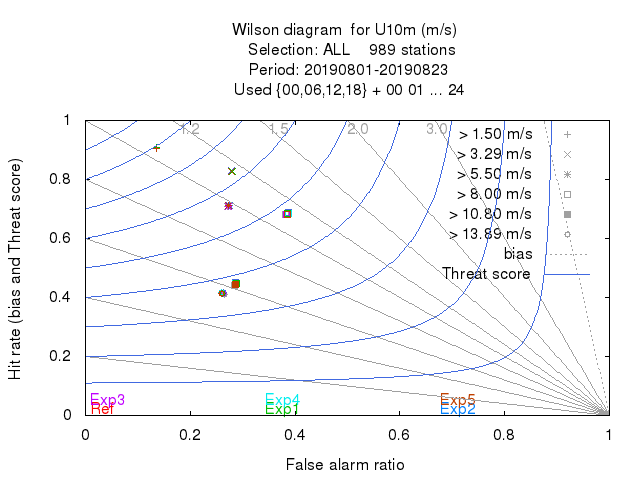 Wilson diagram  for U10m (m/s)
Selection: ALL    989 stations
Period: 20190801-20190823
Used {00,06,12,18} + 00 01 ... 24
1.2 1.5 2.0 3.0
> 1.50 m/s
> 3.29 m/s
> 5.50 m/s
> 8.00 m/s
> 10.80 m/s
> 13.89 m/s
bias
Threat score
Hit rate (bias and Threat score)
1
0.8
0.6
0.4
0.2
0
Exp3 Exp4 Exp5
Ref Exp1 Exp2
0 0.2 0.4 0.6 0.8 1
False alarm ratio